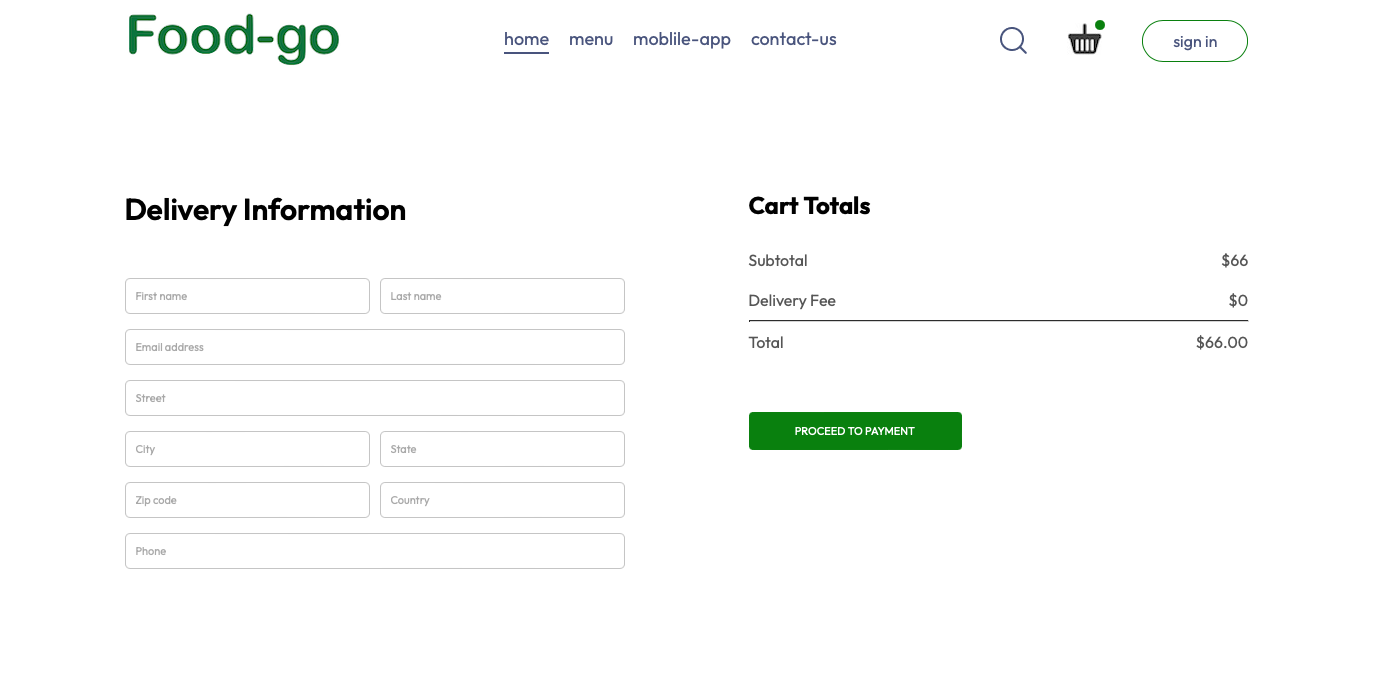 Food-go
home menu moblile-app contact-us
sign in
Delivery Information
First name Last name
Email address
Street
City State
Zip code Country
Phone
Cart Totals
Subtotal $66
Delivery Fee $0
Total $66.00
PROCEED TO PAYMENT